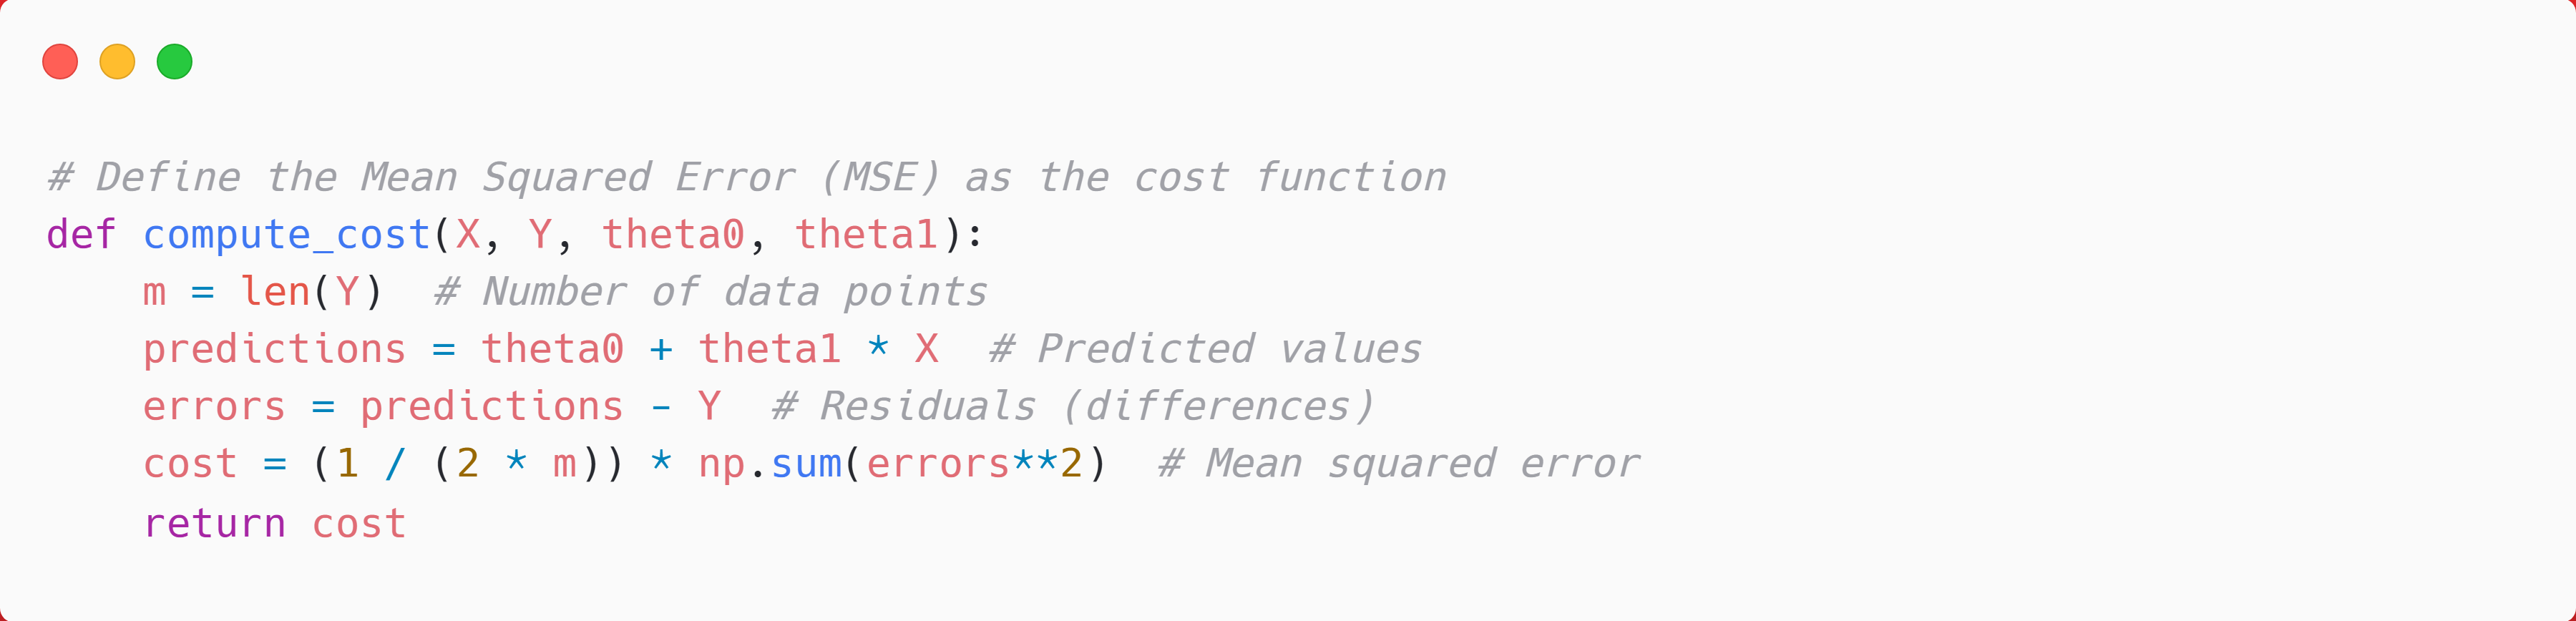 # Define the Mean Squared Error (MSE) as the cost function
def compute_cost(X, Y, theta0, theta1):
    m = len(Y)  # Number of data points
    predictions = theta0 + theta1 * X  # Predicted values
    errors = predictions - Y  # Residuals (differences)
    cost = (1 / (2 * m)) * np.sum(errors**2)  # Mean squared error
    return cost